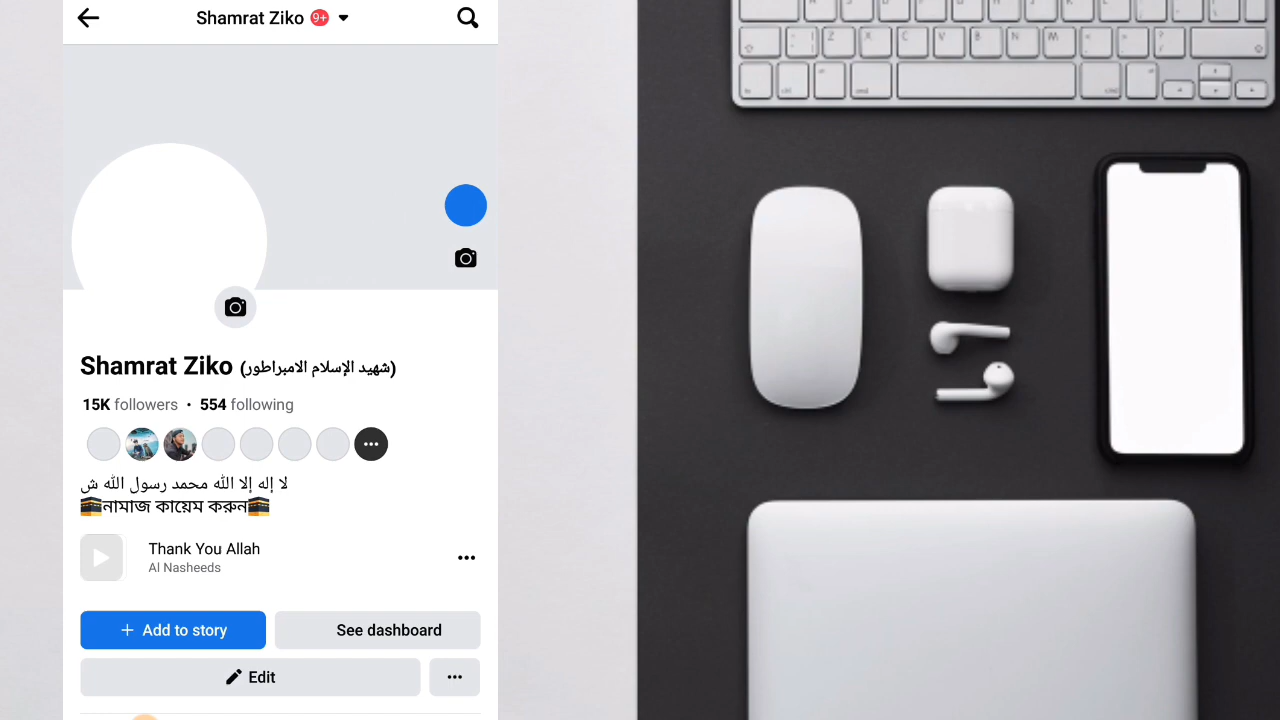 Shamrat Ziko 9+
Shamrat Ziko (شهيد الإسلام الامبراطور)
15K followers • 554 following
لا إله إلا الله محمد رسول الله ش
🕋নামাজ কায়েম করুন🕋
Thank You Allah
Al Nasheeds
+ Add to story
See dashboard
Edit